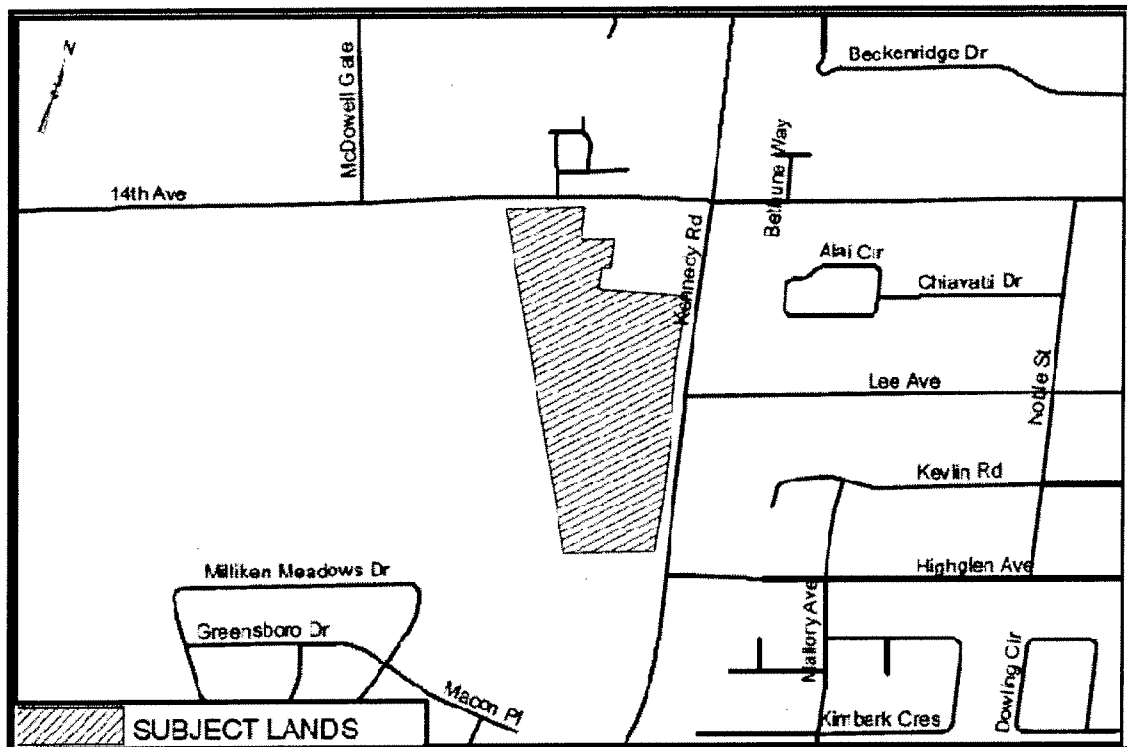 N
Beckenridge Dr
McDowell Gate
Bethune Way
14th Ave
Kennedy Rd
Alai Cir
Chiavatti Dr
Lee Ave
Noble St
Kevlin Rd
Highglen Ave
Milliken Meadows Dr
Greensboro Dr
Mallory Ave
Macon Pl
Dowling Cir
Kimberk Cres
SUBJECT LANDS